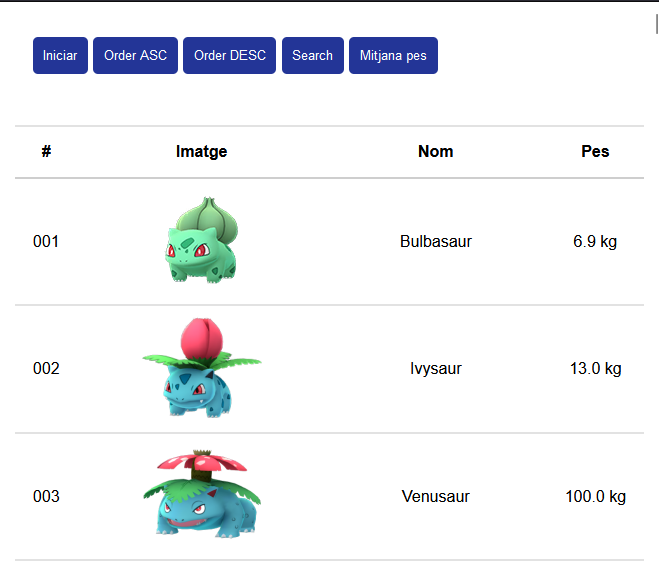 Iniciar Order ASC Order DESC Search Mitjana pes
# Imatge Nom Pes
001 Bulbasaur 6.9 kg
002 Ivysaur 13.0 kg
003 Venusaur 100.0 kg